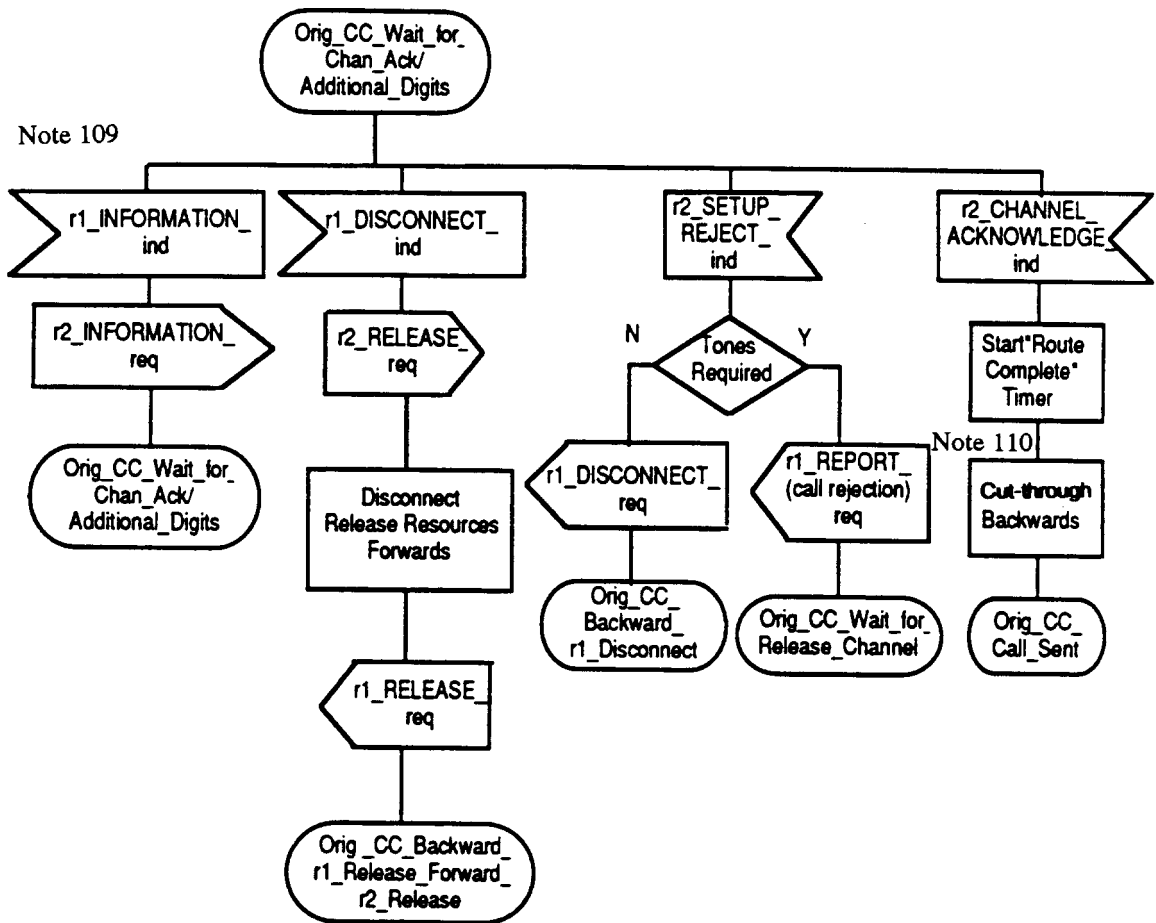 Orig_CC_Wait_for_
Chan_Ack/
Additional_Digits
Note 109
r1_INFORMATION_
ind
r2_INFORMATION_
req
Orig_CC_Wait_for_
Chan_Ack/
Additional_Digits
r1_DISCONNECT_
ind
r2_RELEASE_
req
Disconnect
Release Resources
Forwards
r1_RELEASE_
req
Orig_CC_Backward_
r1_Release_Forward_
r2_Release
r2_SETUP_
REJECT_
ind
N
Tones
Required
Y
r1_DISCONNECT_
req
Orig_CC_
Backward_
r1_Disconnect
r1_REPORT_
(call rejection)
req
Orig_CC_Wait_for_
Release_Channel
r2_CHANNEL_
ACKNOWLEDGE_
ind
Start"Route
Complete"
Timer
Note 110
Cut-through
Backwards
Orig_CC_
Call_Sent